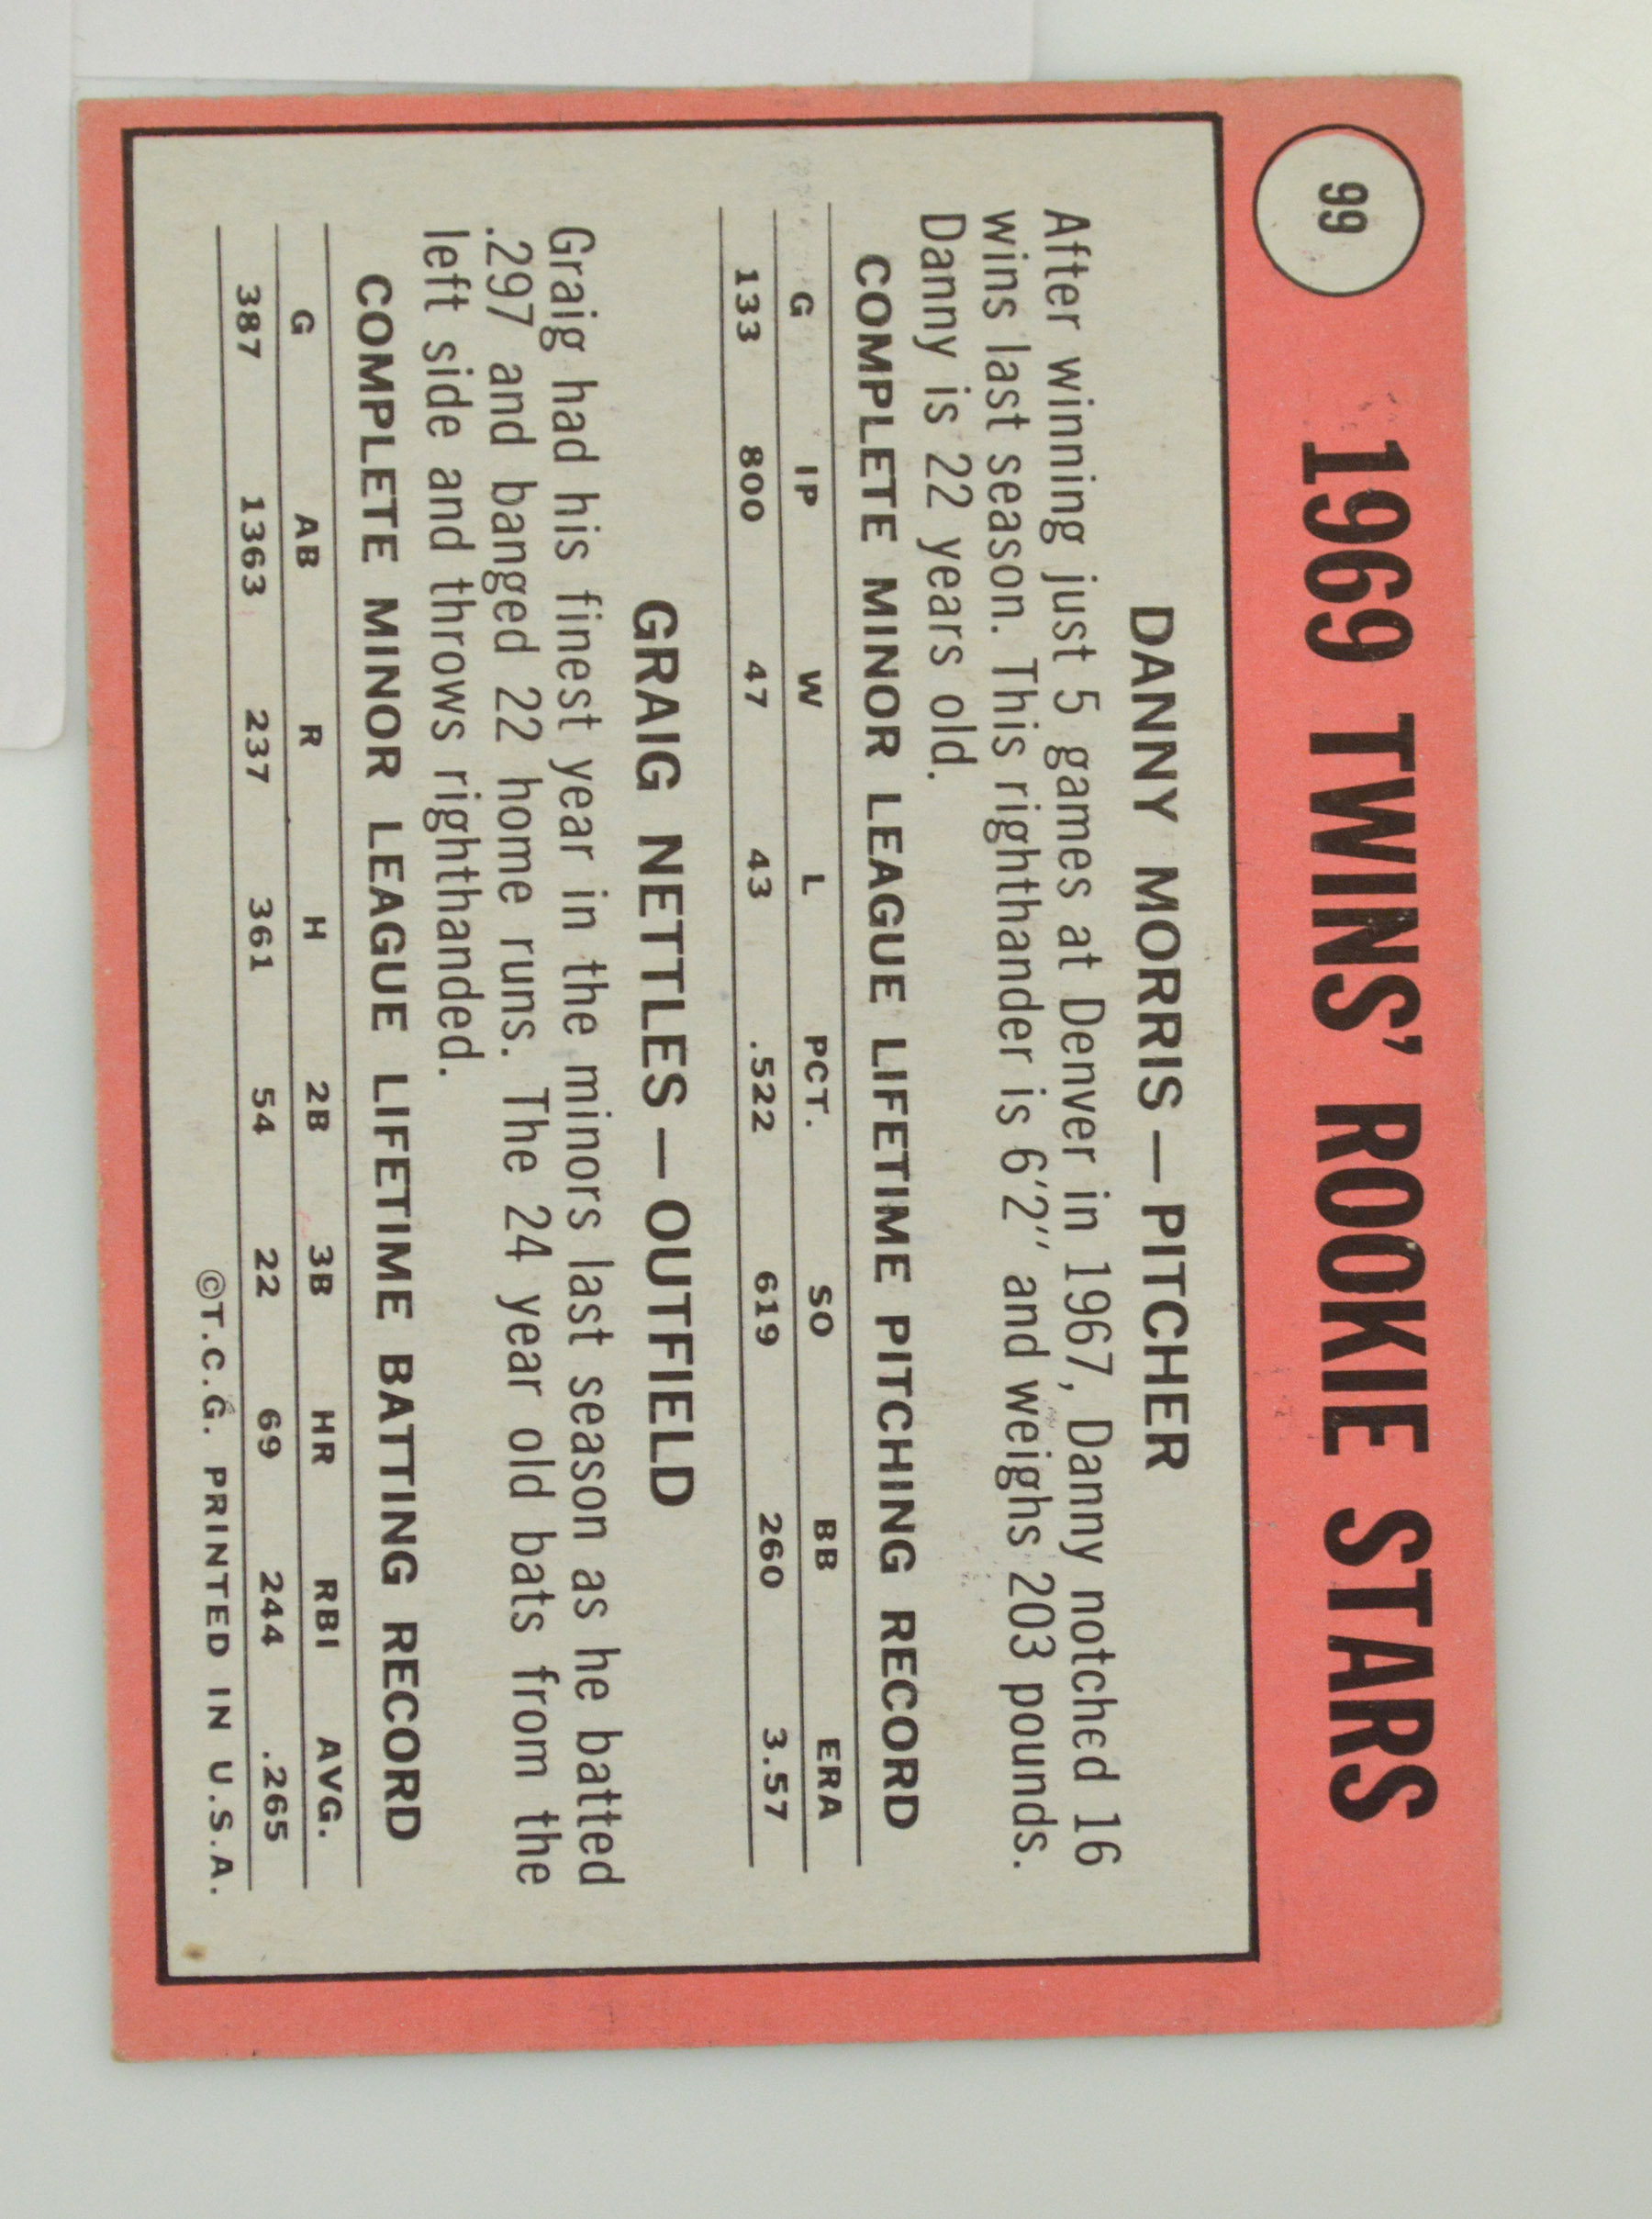 99
1969 TWINS' ROOKIE STARS
DANNY MORRIS — PITCHER
After winning just 5 games at Denver in 1967, Danny notched 16
wins last season. This righthander is 6'2" and weighs 203 pounds.
Danny is 22 years old.
COMPLETE MINOR LEAGUE LIFETIME PITCHING RECORD
G IP W L PCT. SO BB ERA
133 800 47 43 .522 619 260 3.57
GRAIG NETTLES — OUTFIELD
Graig had his finest year in the minors last season as he batted
.297 and banged 22 home runs. The 24 year old bats from the
left side and throws righthanded.
COMPLETE MINOR LEAGUE LIFETIME BATTING RECORD
G AB R H 2B 3B HR RBI AVG.
387 1363 237 361 54 22 69 244 .265
©T.C.G. PRINTED IN U.S.A.